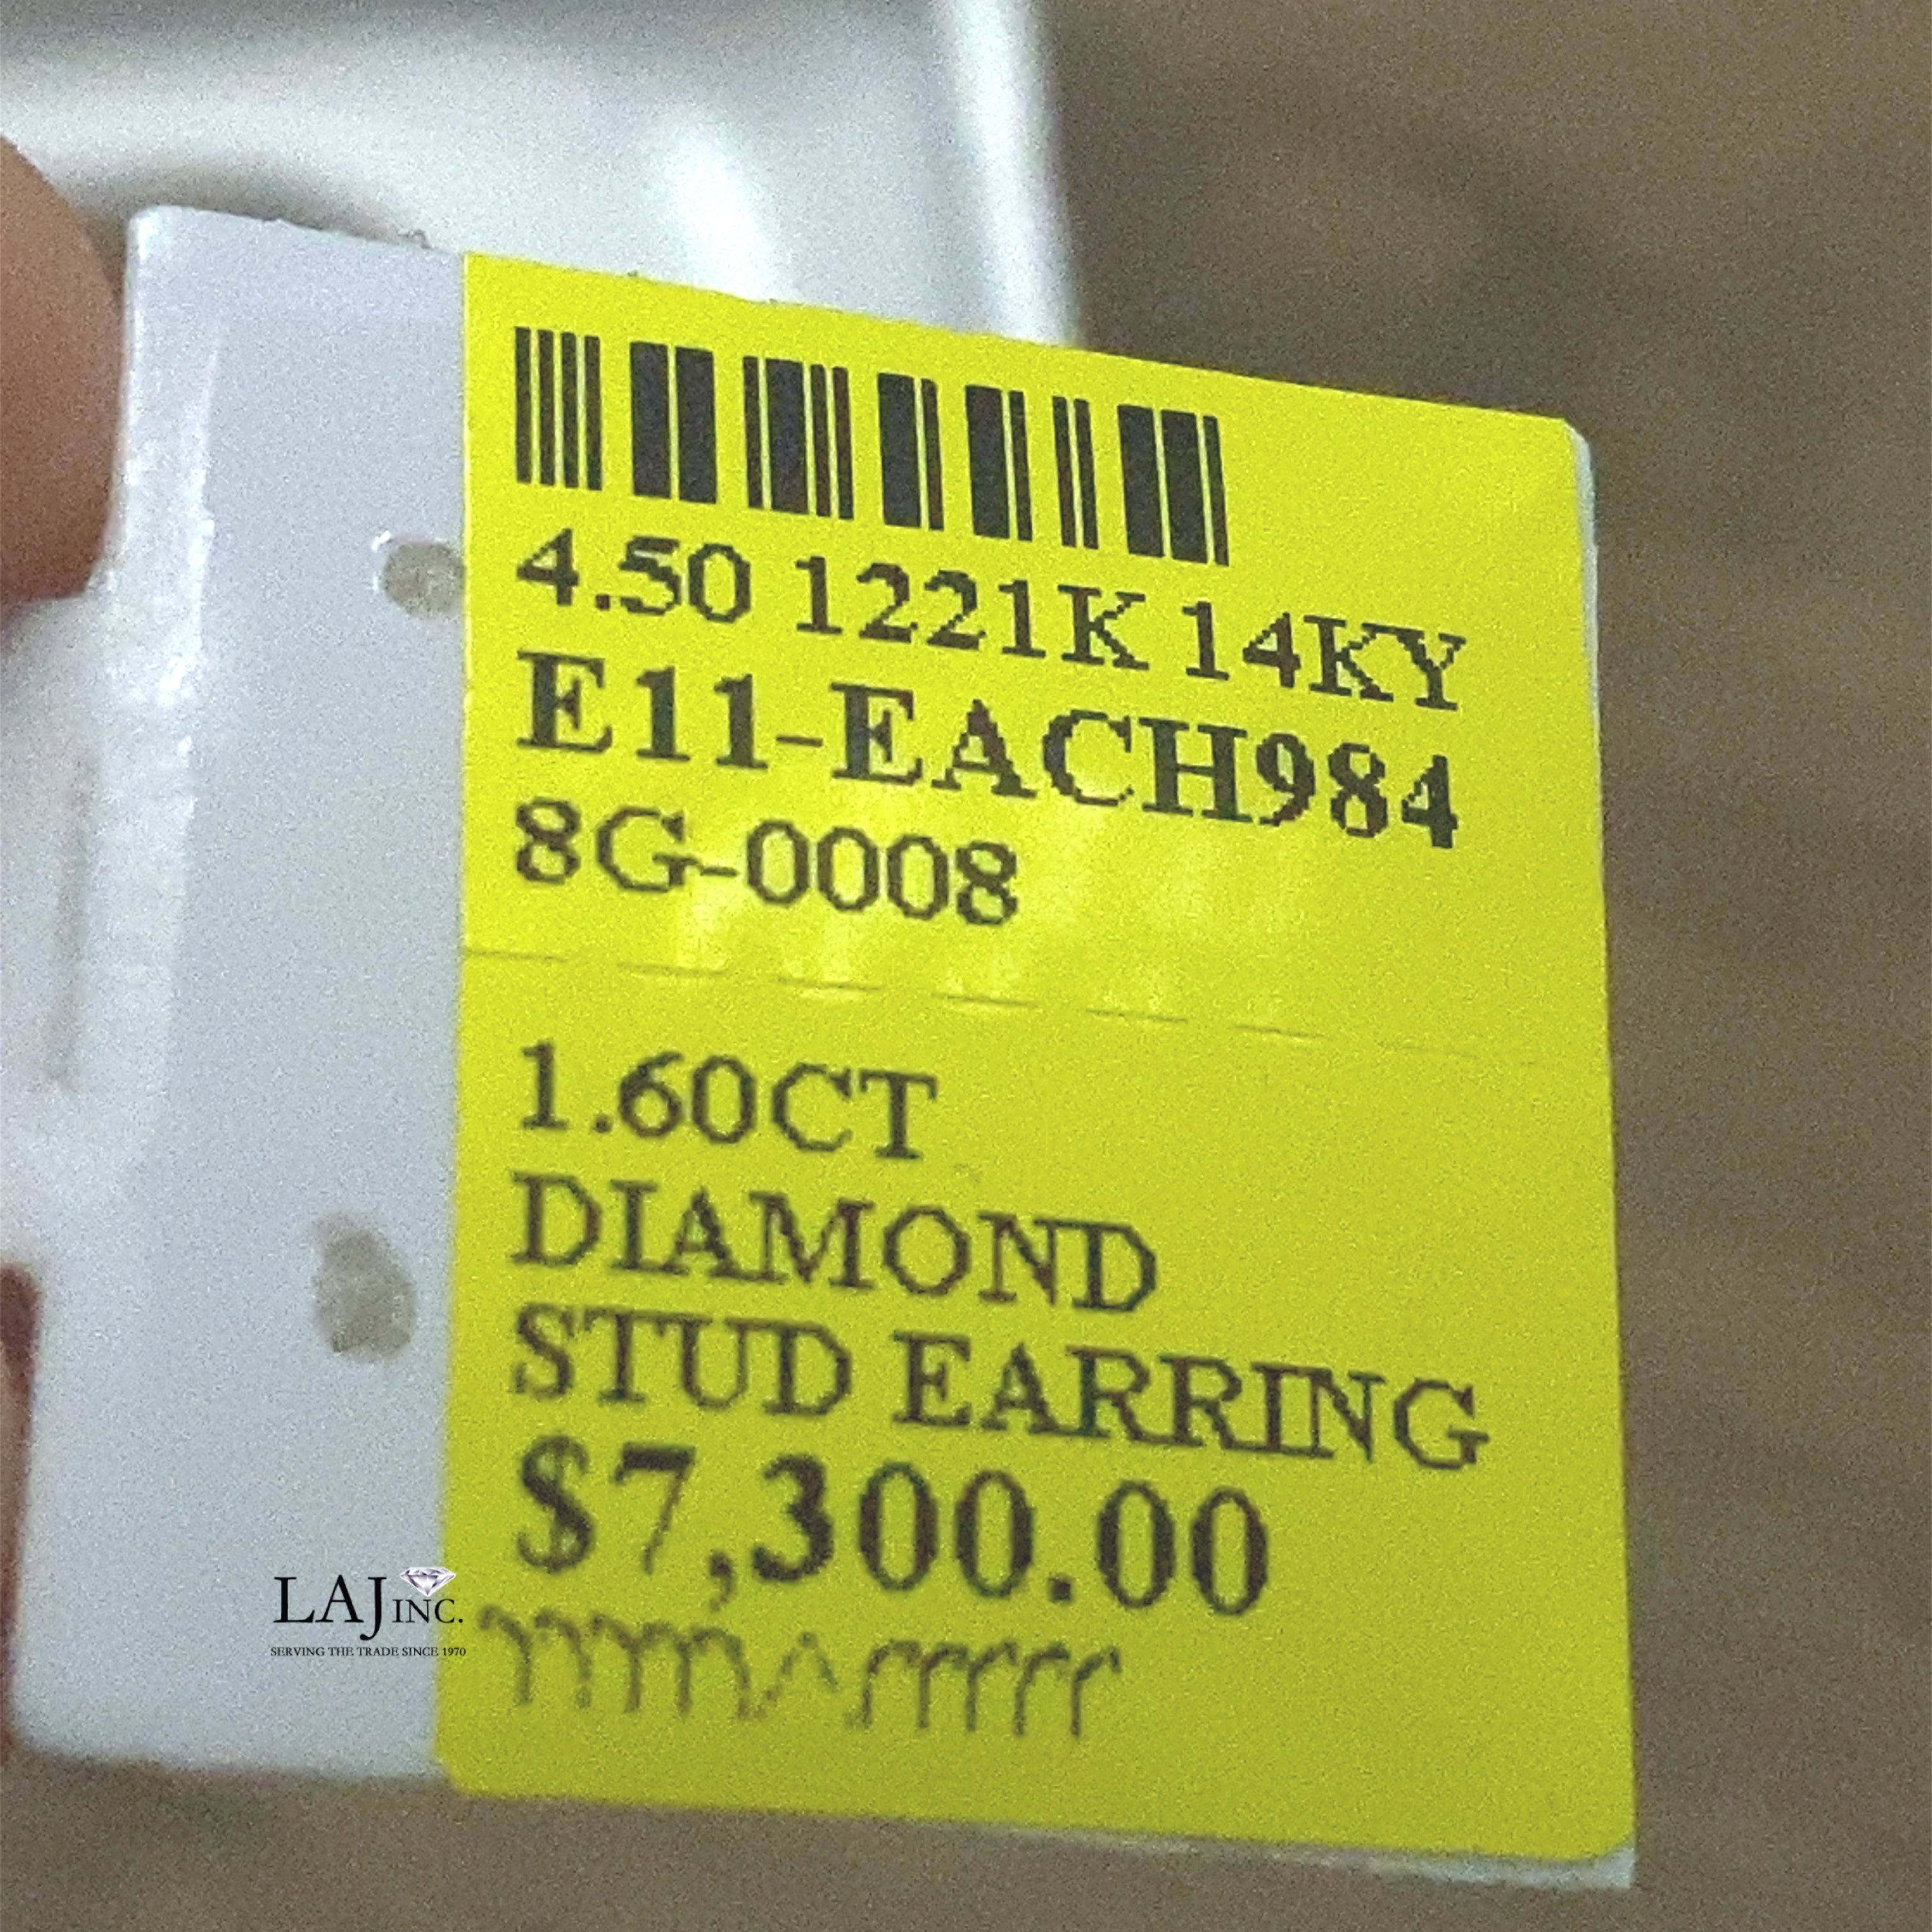 4.50 1221K 14KY
E11-EACH984
8G-0008
1.60CT
DIAMOND
STUD EARRING
$7,300.00
LAJ INC.
SERVING THE TRADE SINCE 1970